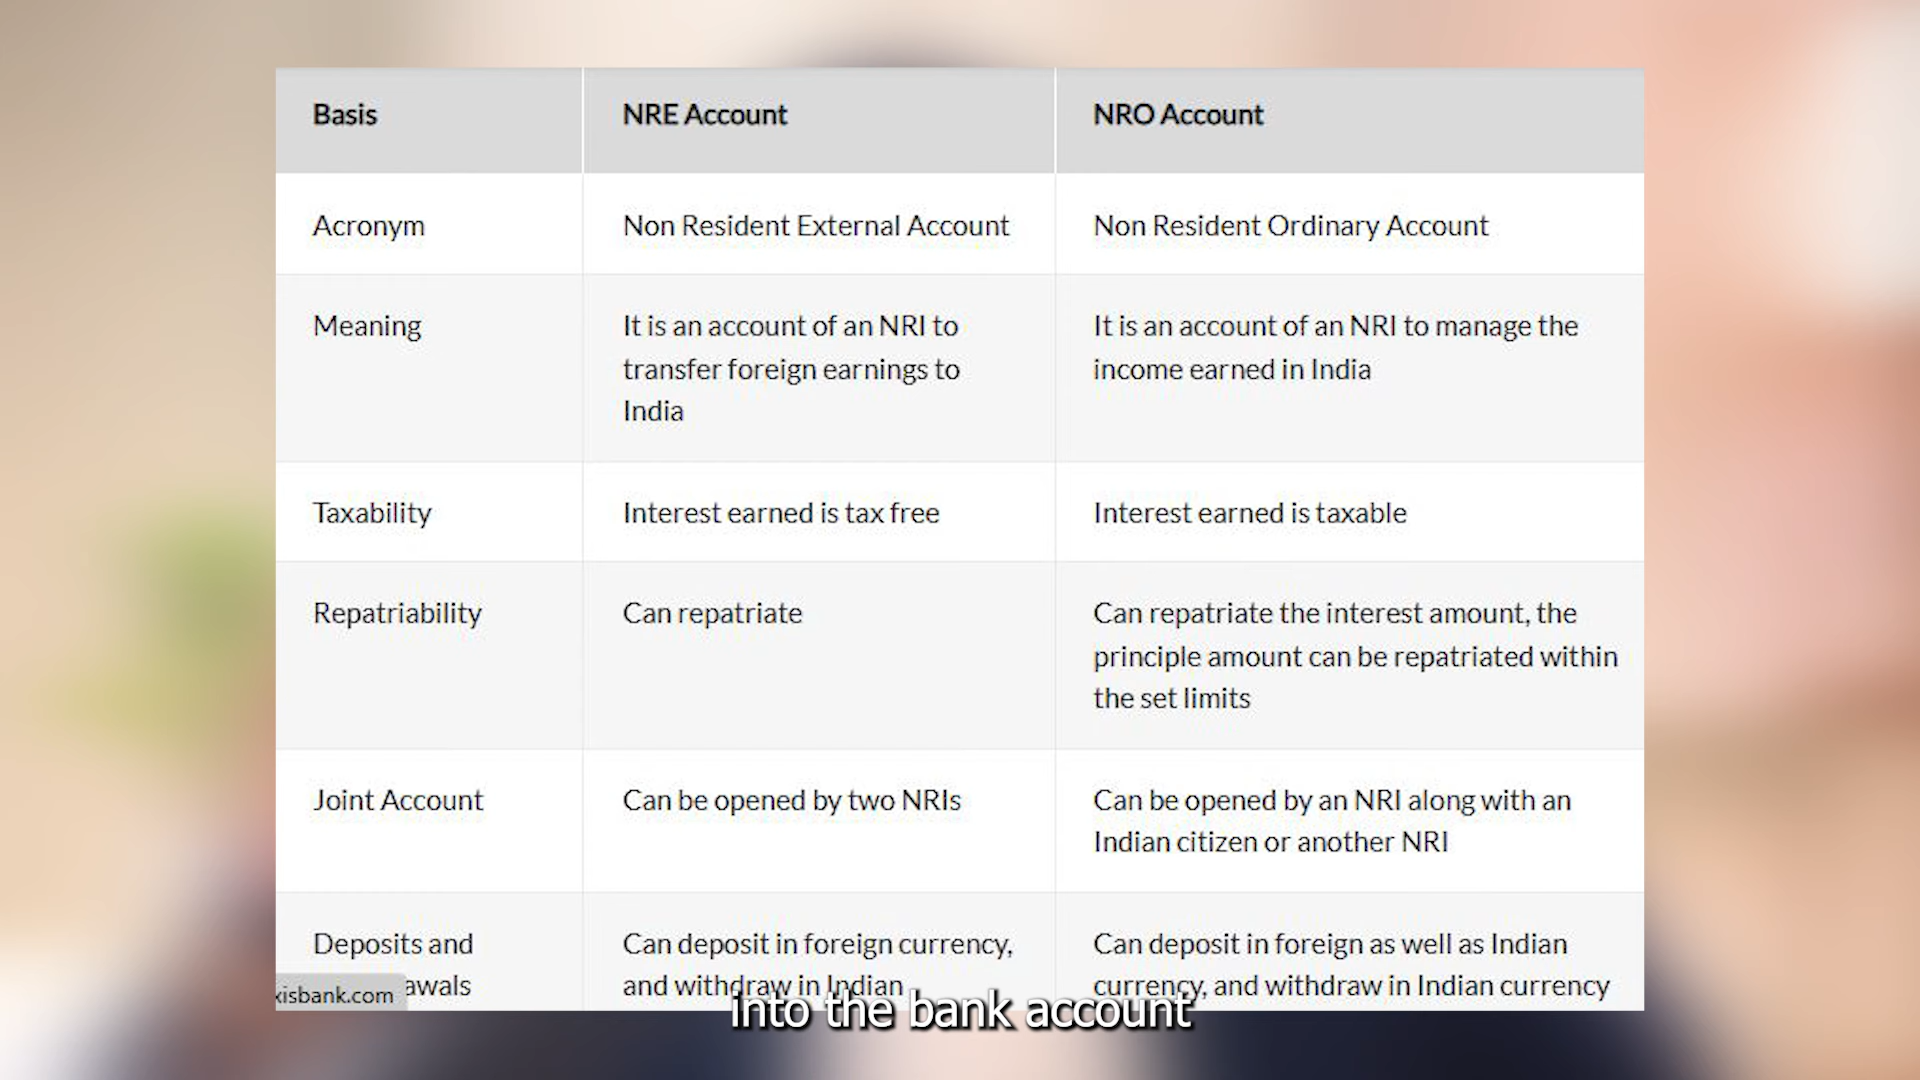 Basis
NRE Account
NRO Account
Acronym
Non Resident External Account
Non Resident Ordinary Account
Meaning
It is an account of an NRI to
transfer foreign earnings to
India
It is an account of an NRI to manage the
income earned in India
Taxability
Interest earned is tax free
Interest earned is taxable
Repatriability
Can repatriate
Can repatriate the interest amount, the
principle amount can be repatriated within
the set limits
Joint Account
Can be opened by two NRIs
Can be opened by an NRI along with an
Indian citizen or another NRI
Deposits and
awals
Can deposit in foreign currency,
and withdraw in Indian
Can deposit in foreign as well as Indian
currency, and withdraw in Indian currency
xisbank.com
into the bank account